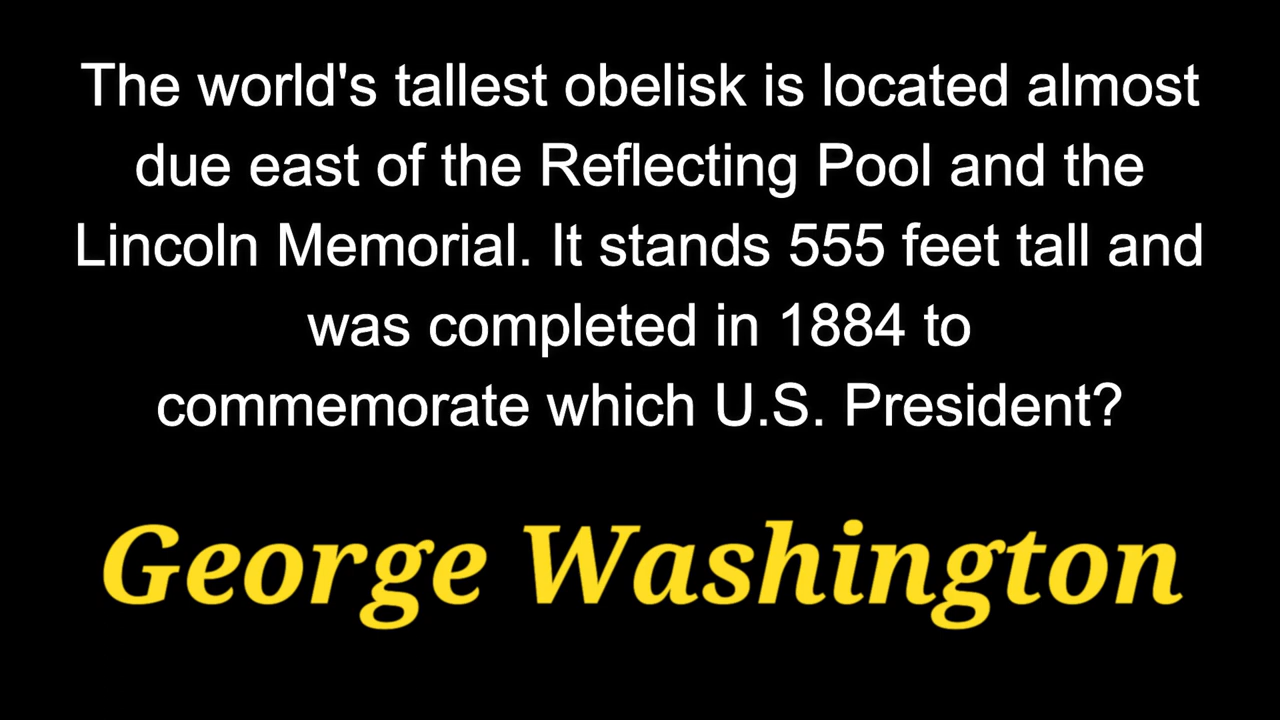 The world's tallest obelisk is located almost
due east of the Reflecting Pool and the
Lincoln Memorial. It stands 555 feet tall and
was completed in 1884 to
commemorate which U.S. President?
George Washington